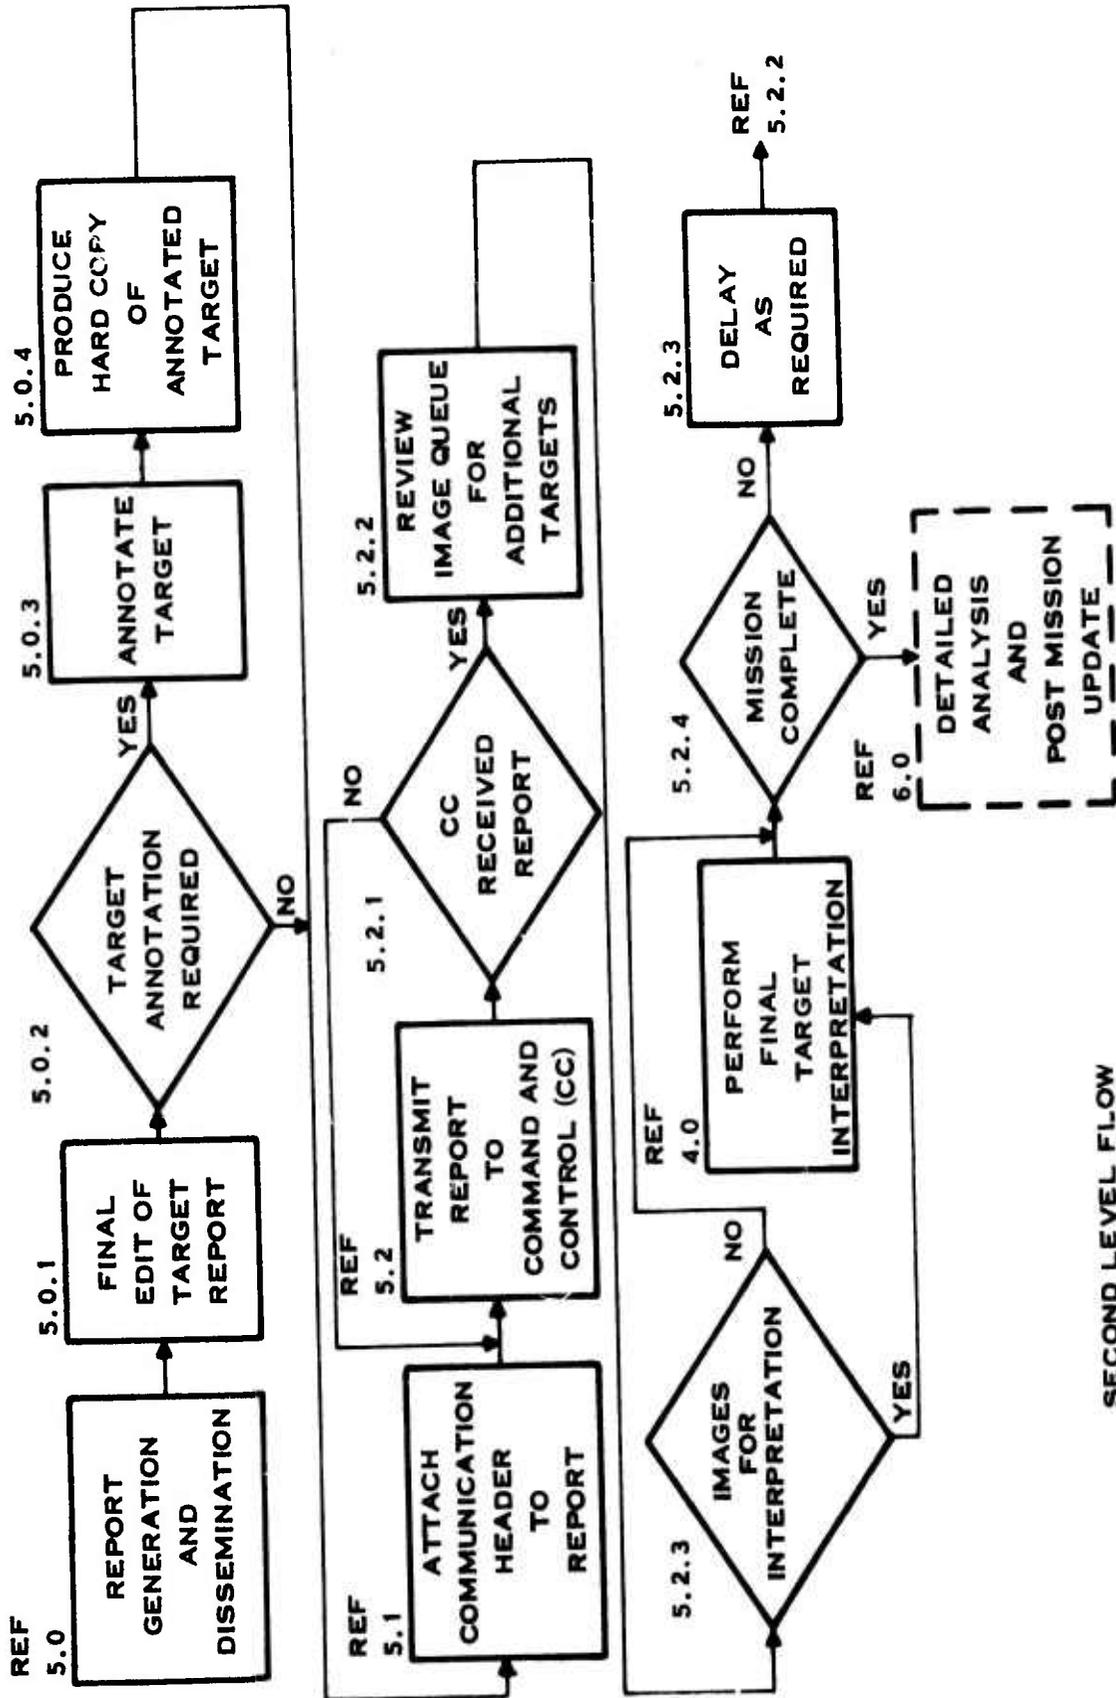 REF
5.0
REPORT
GENERATION
AND
DISSEMINATION
5.0.1
FINAL
EDIT OF
TARGET
REPORT
5.0.2
TARGET
ANNOTATION
REQUIRED
YES
NO
5.0.3
ANNOTATE
TARGET
5.0.4
PRODUCE
HARD COPY
OF
ANNOTATED
TARGET
REF
5.1
ATTACH
COMMUNICATION
HEADER
TO
REPORT
REF
5.2
TRANSMIT
REPORT
TO
COMMAND AND
CONTROL (CC)
5.2.1
CC
RECEIVED
REPORT
NO
YES
5.2.2
REVIEW
IMAGE QUEUE
FOR
ADDITIONAL
TARGETS
5.2.3
IMAGES
FOR
INTERPRETATION
NO
YES
REF
4.0
PERFORM
FINAL
TARGET
INTERPRETATION
5.2.4
MISSION
COMPLETE
NO
YES
5.2.3
DELAY
AS
REQUIRED
REF
5.2.2
REF
6.0
DETAILED
ANALYSIS
AND
POST MISSION
UPDATE
SECOND LEVEL FLOW